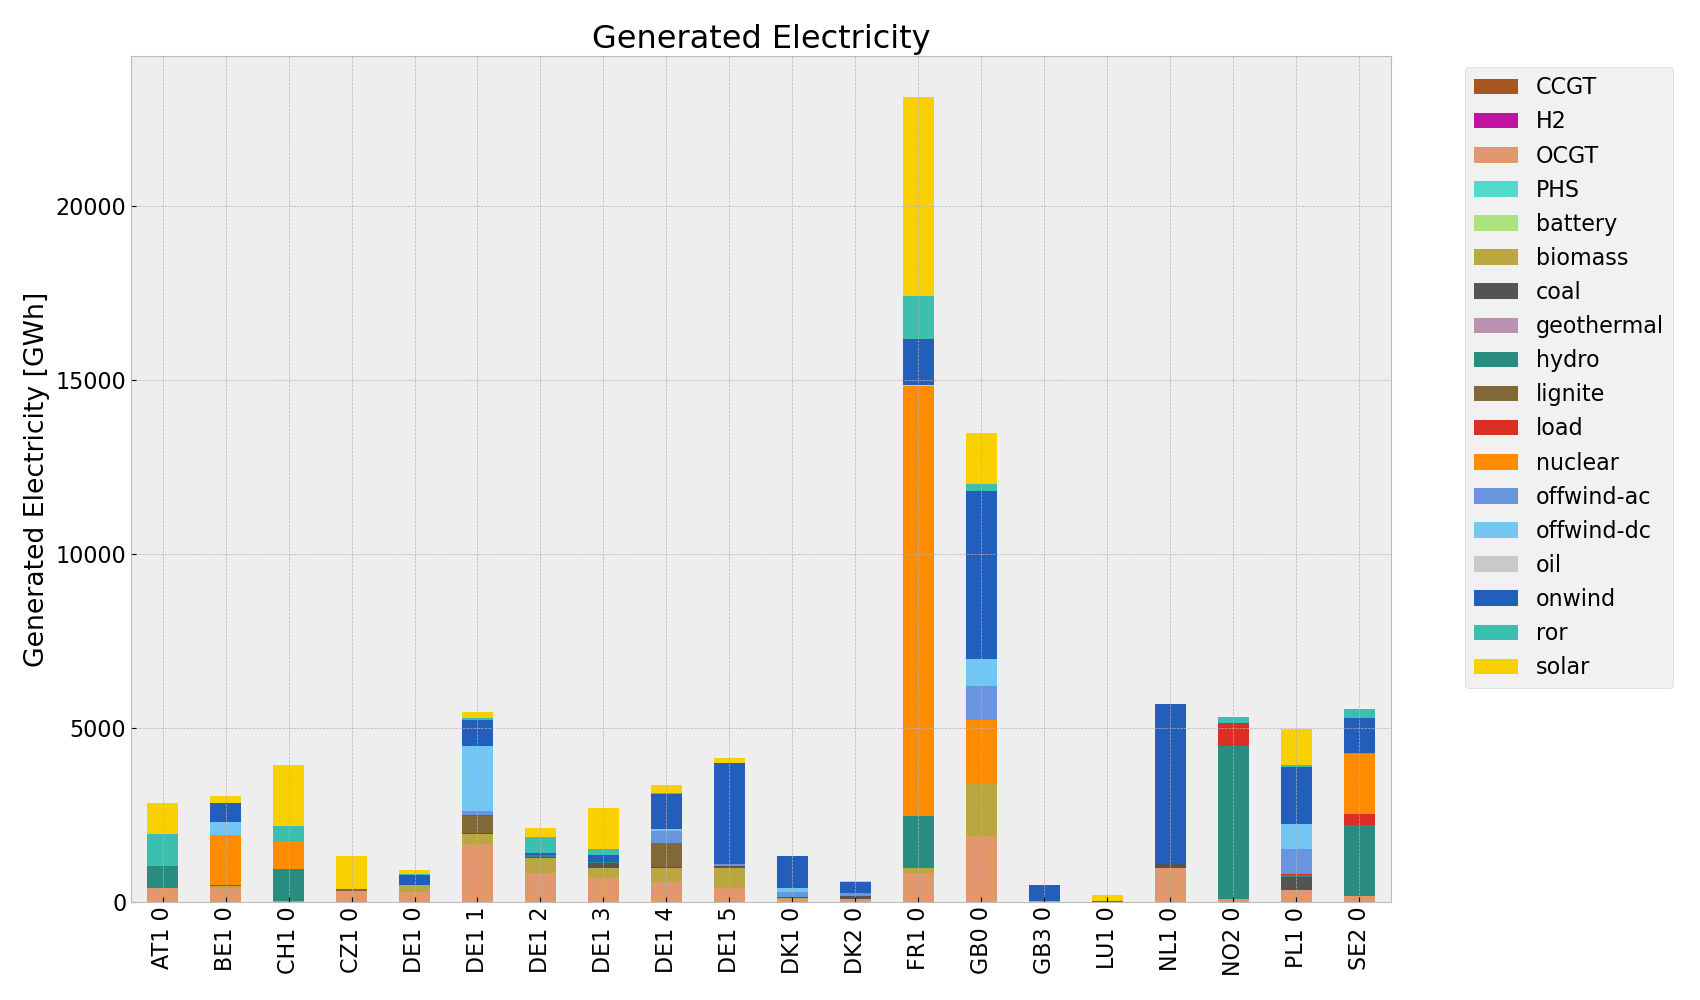 Generated Electricity
Generated Electricity [GWh]
20000
15000
10000
5000
0
AT1 0
BE1 0
CH1 0
CZ1 0
DE1 0
DE1 1
DE1 2
DE1 3
DE1 4
DE1 5
DK1 0
DK2 0
FR1 0
GB0 0
GB3 0
LU1 0
NL1 0
NO2 0
PL1 0
SE2 0
CCGT
H2
OCGT
PHS
battery
biomass
coal
geothermal
hydro
lignite
load
nuclear
offwind-ac
offwind-dc
oil
onwind
ror
solar